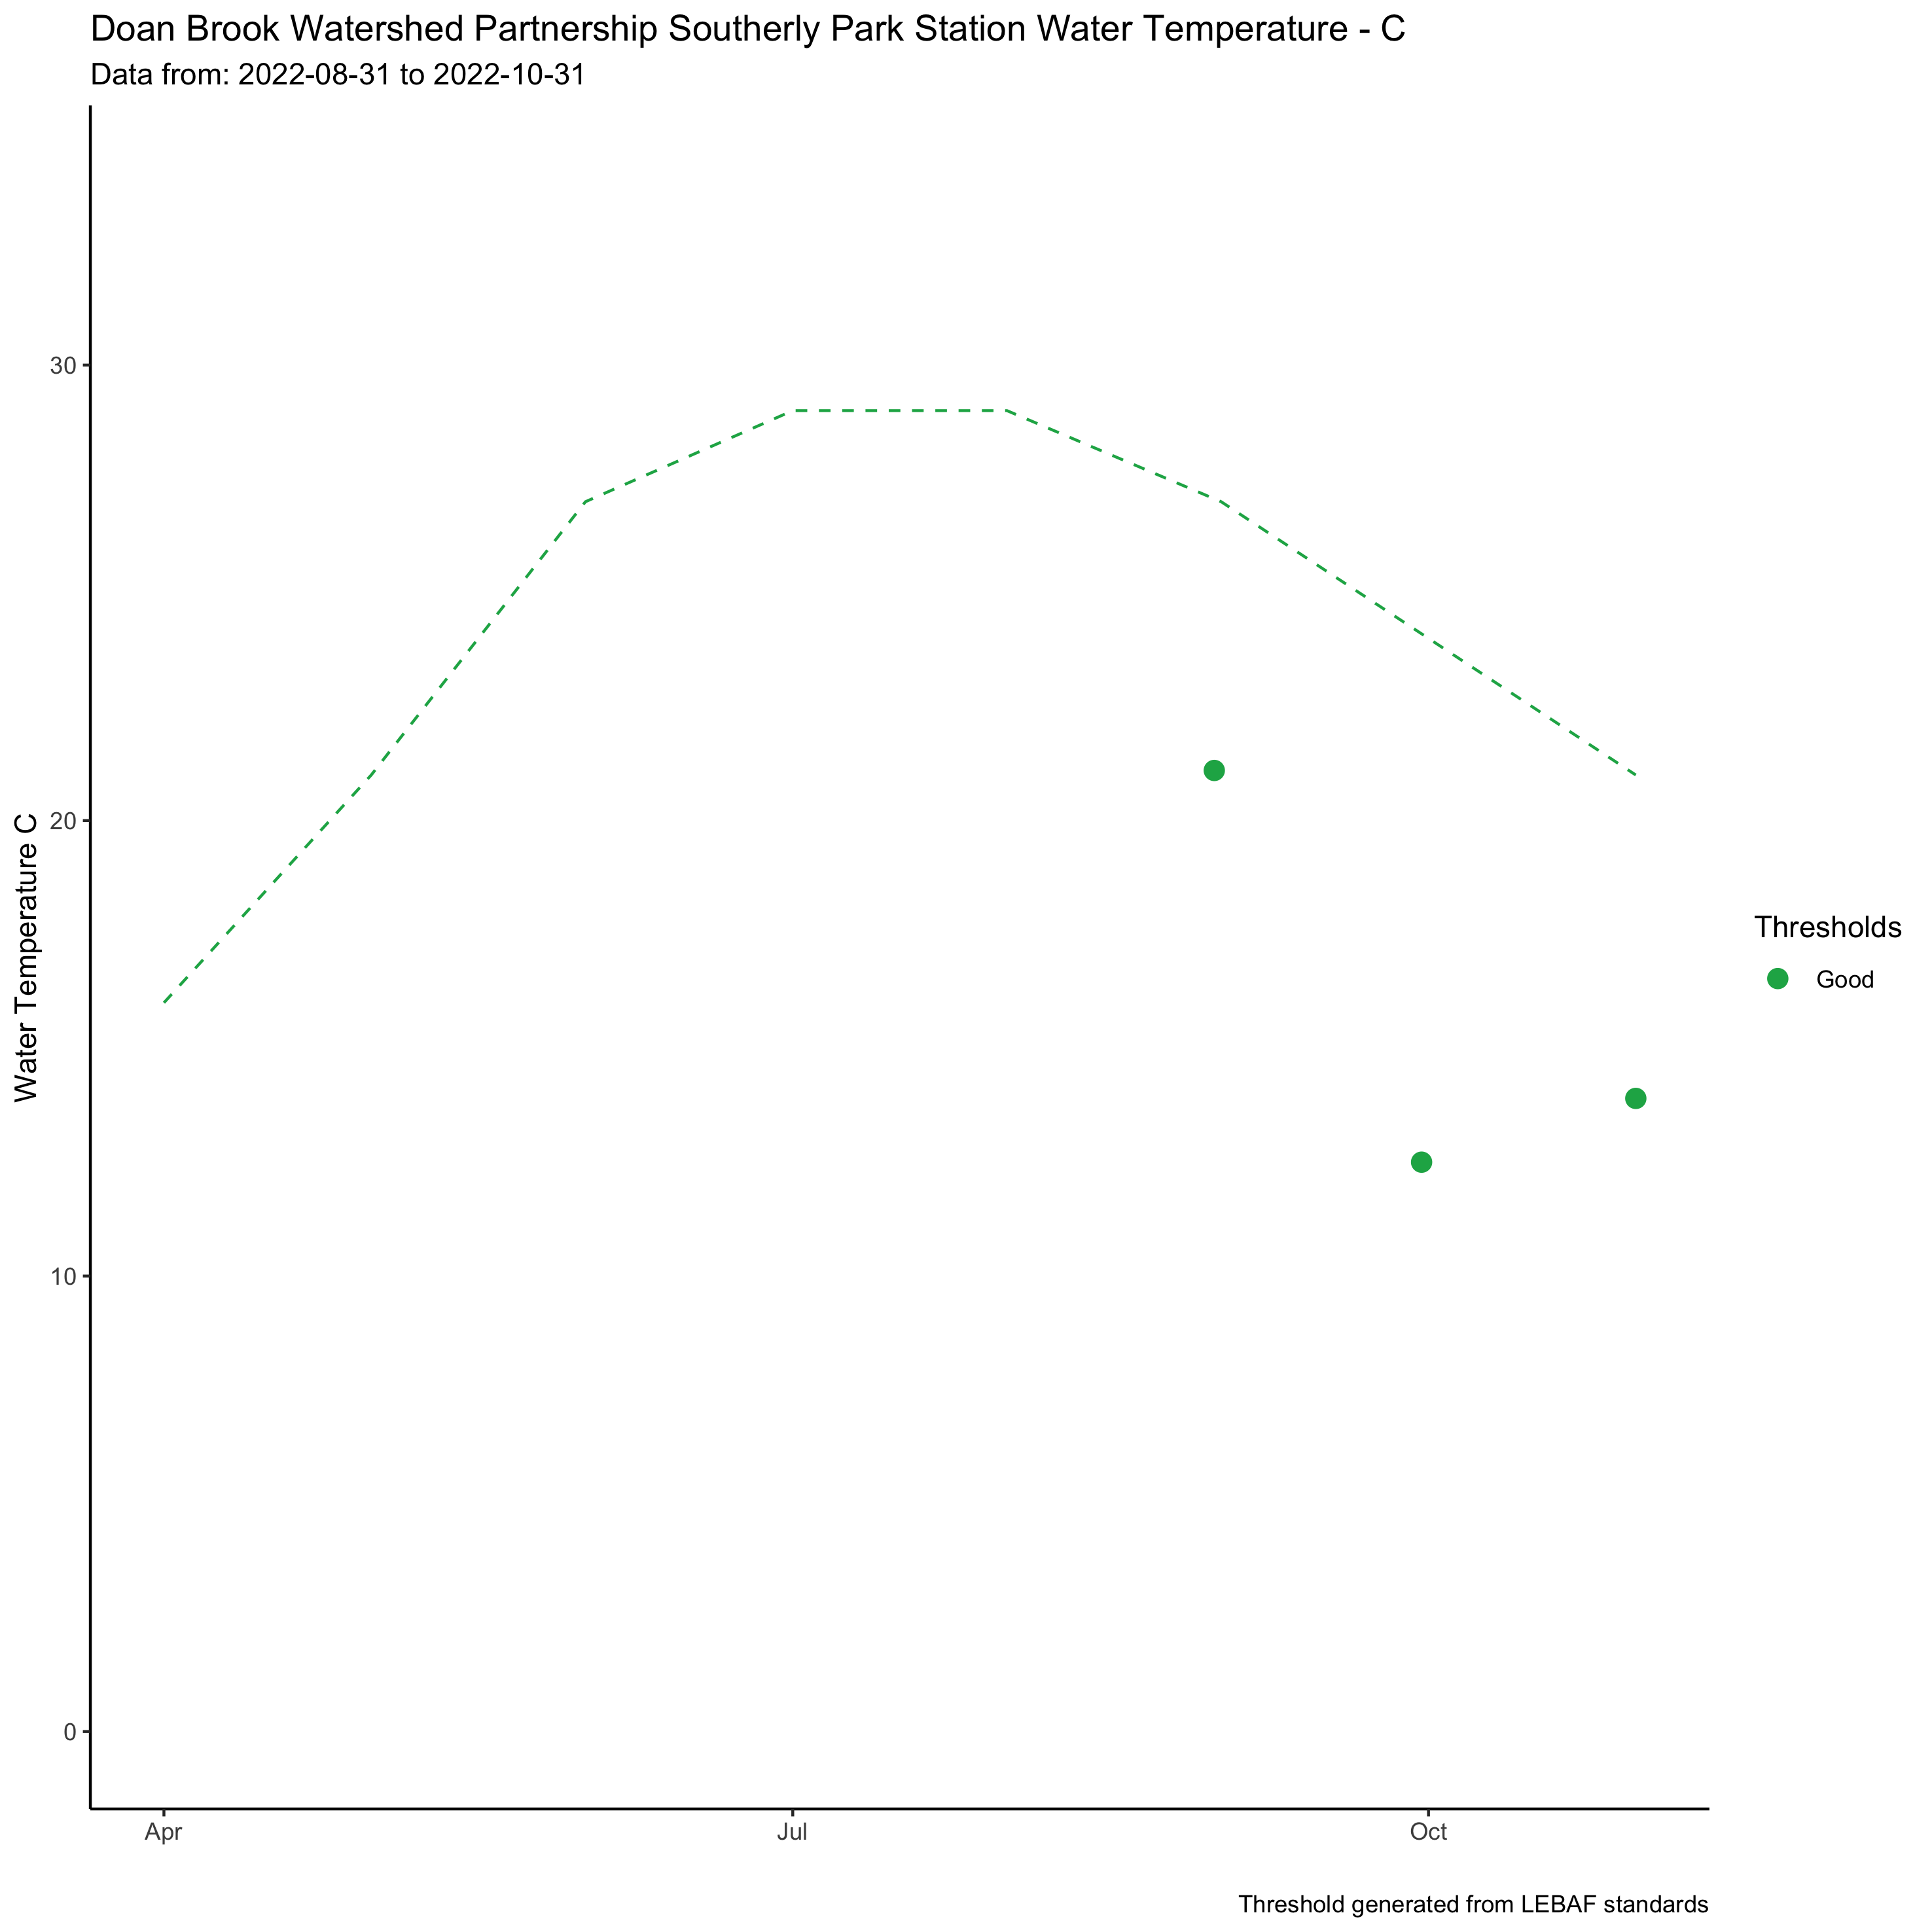 Doan Brook Watershed Partnership Southerly Park Station Water Temperature - C
Data from: 2022-08-31 to 2022-10-31
Water Temperature C
30
20
10
0
Apr
Jul
Oct
Thresholds
Good
Threshold generated from LEBAF standards